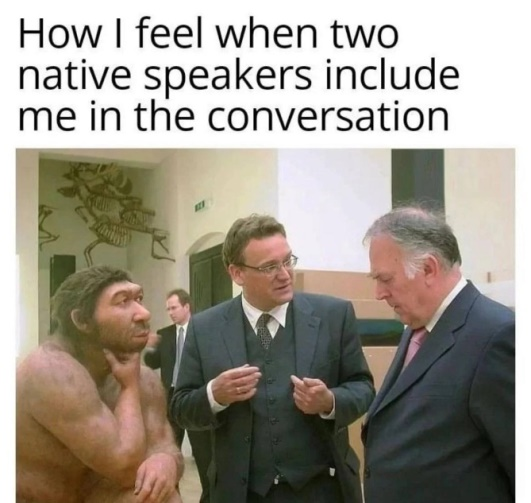 How I feel when two
native speakers include
me in the conversation